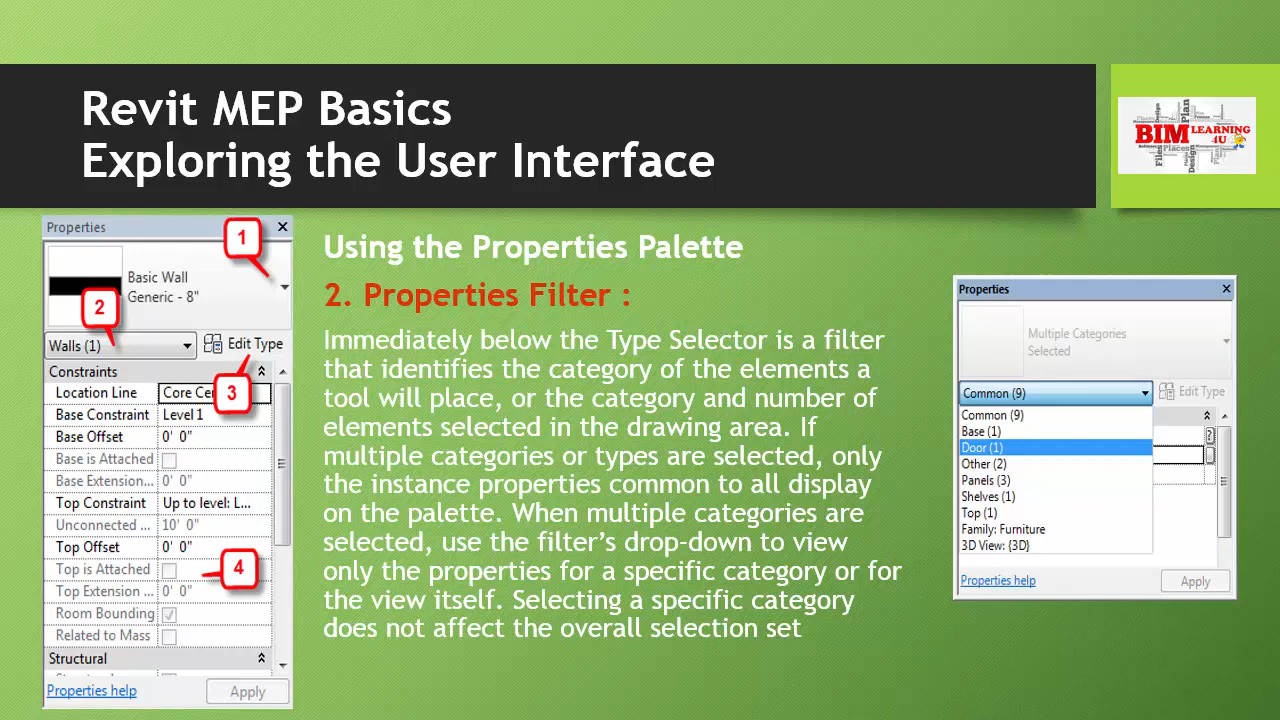 Revit MEP Basics
Exploring the User Interface
BIM LEARNING
4U
Properties
1
Basic Wall
Generic - 8"
2
Walls (1)
Edit Type
Constraints
3
Location Line
Core Cen
Base Constraint
Level 1
Base Offset
0' 0"
Base is Attached
Base Extension...
0' 0"
Top Constraint
Up to level: L...
Unconnected ...
10' 0"
Top Offset
0' 0"
4
Top is Attached
Top Extension ...
0' 0"
Room Bounding
Related to Mass
Structural
Properties help
Apply
Using the Properties Palette
2. Properties Filter :
Immediately below the Type Selector is a filter
that identifies the category of the elements a
tool will place, or the category and number of
elements selected in the drawing area. If
multiple categories or types are selected, only
the instance properties common to all display
on the palette. When multiple categories are
selected, use the filter’s drop-down to view
only the properties for a specific category or for
the view itself. Selecting a specific category
does not affect the overall selection set
Properties
Multiple Categories
Selected
Common (9)
Edit Type
Common (9)
Base (1)
Door (1)
Other (2)
Panels (3)
Shelves (1)
Top (1)
Family: Furniture
3D View: {3D}
Properties help
Apply